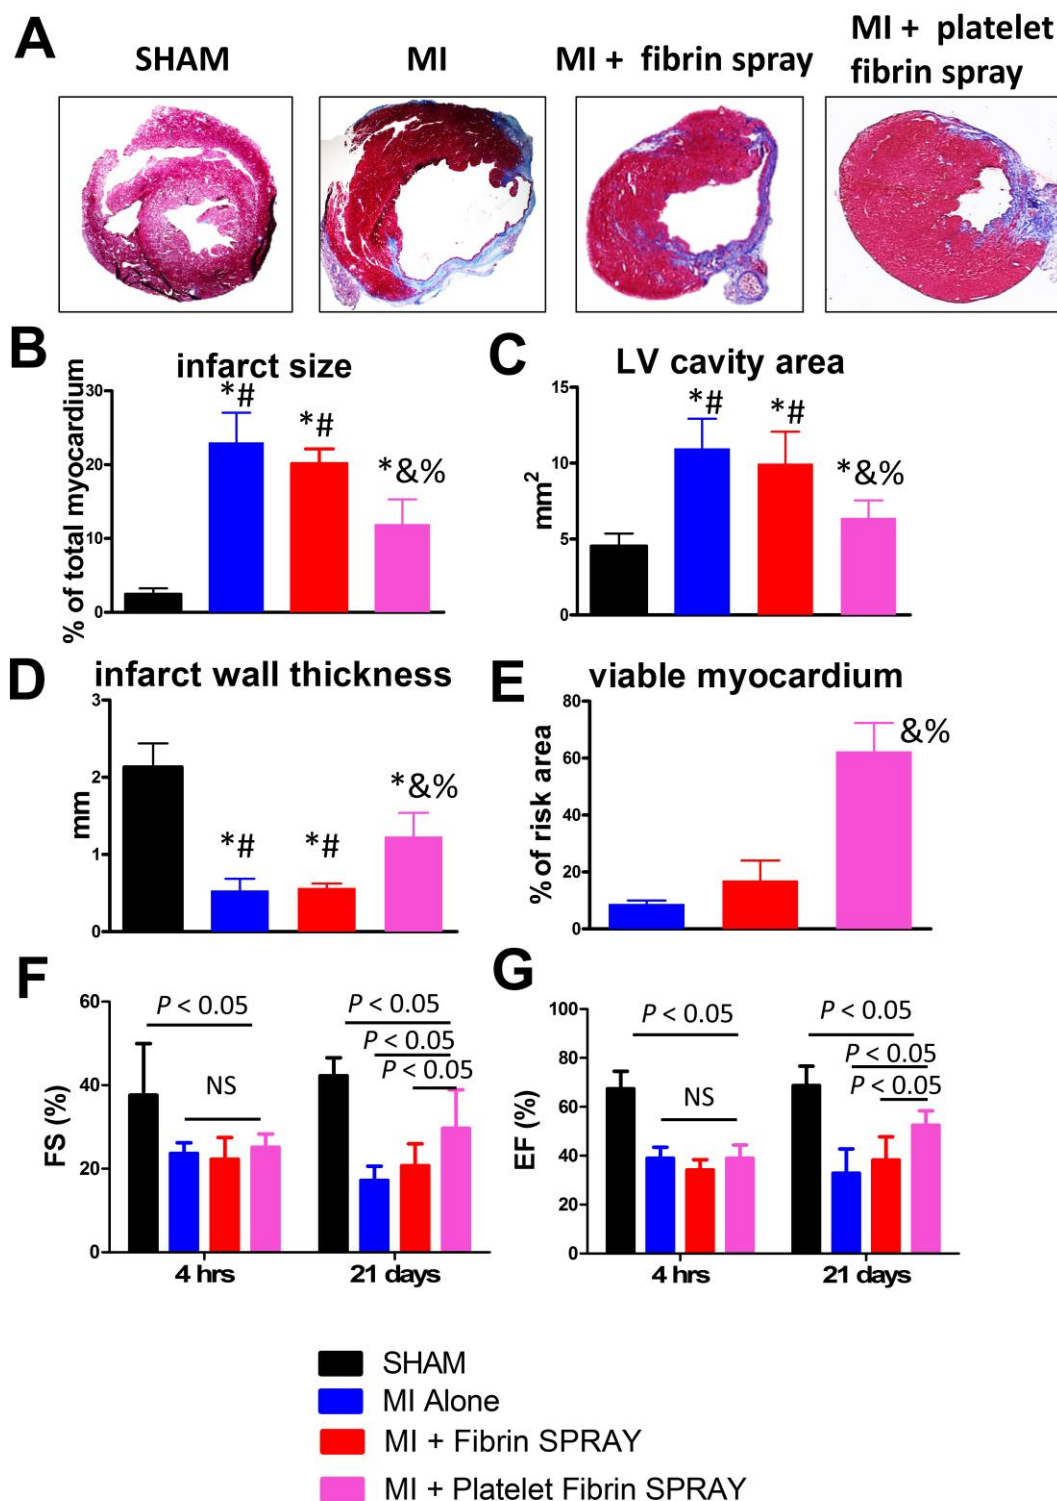 A
SHAM
MI
MI + fibrin spray
MI + platelet
fibrin spray
B
infarct size
% of total myocardium
30
20
10
0
*#
*#
*&%
C
LV cavity area
mm2
15
10
5
0
*#
*#
*&%
D
infarct wall thickness
mm
3
2
1
0
*#
*#
*&%
E
viable myocardium
% of risk area
80
60
40
20
0
&%
F
FS (%)
60
40
20
0
P < 0.05
NS
P < 0.05
P < 0.05
P < 0.05
4 hrs
21 days
G
EF (%)
100
80
60
40
20
0
P < 0.05
NS
P < 0.05
P < 0.05
P < 0.05
4 hrs
21 days
SHAM
MI Alone
MI + Fibrin SPRAY
MI + Platelet Fibrin SPRAY